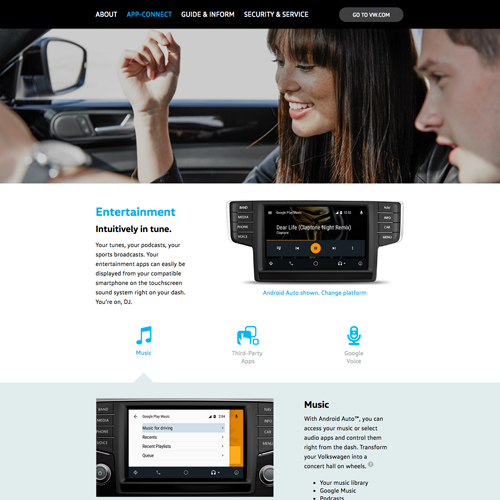 ABOUT APP-CONNECT GUIDE & INFORM SECURITY & SERVICE GO TO VW.COM
Entertainment
Intuitively in tune.
Your tunes, your podcasts, your
sports broadcasts. Your
entertainment apps can easily be
displayed from your compatible
smartphone on the touchscreen
sound system right on your dash.
You're on, DJ.
BAND
MEDIA
PHONE
VOICE
Google Play Music
Dear Life (Claptone Night Remix)
Claptone
NAV
CAR
MENU
Android Auto shown. Change platform
Music
Third-Party
Apps
Google
Voice
BAND
MEDIA
PHONE
VOICE
Google Play Music
Music for driving
Recents
Recent Playlists
Queue
NAV
CAR
MENU
Music
With Android Auto™, you can
access your music or select
audio apps and control them
right from the dash. Transform
your Volkswagen into a
concert hall on wheels. ?
• Your music library
• Google Music
• Podcasts